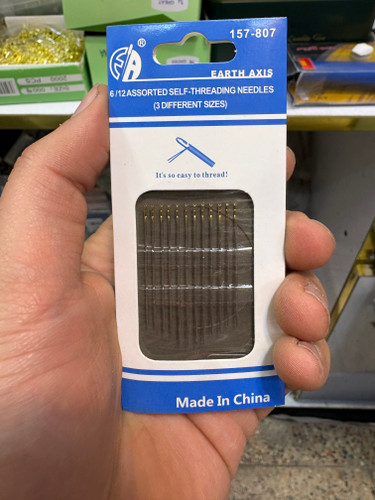 157-807
®
EARTH AXIS
6/12 ASSORTED SELF-THREADING NEEDLES
(3 DIFFERENT SIZES)
It's so easy to thread!
Made In China